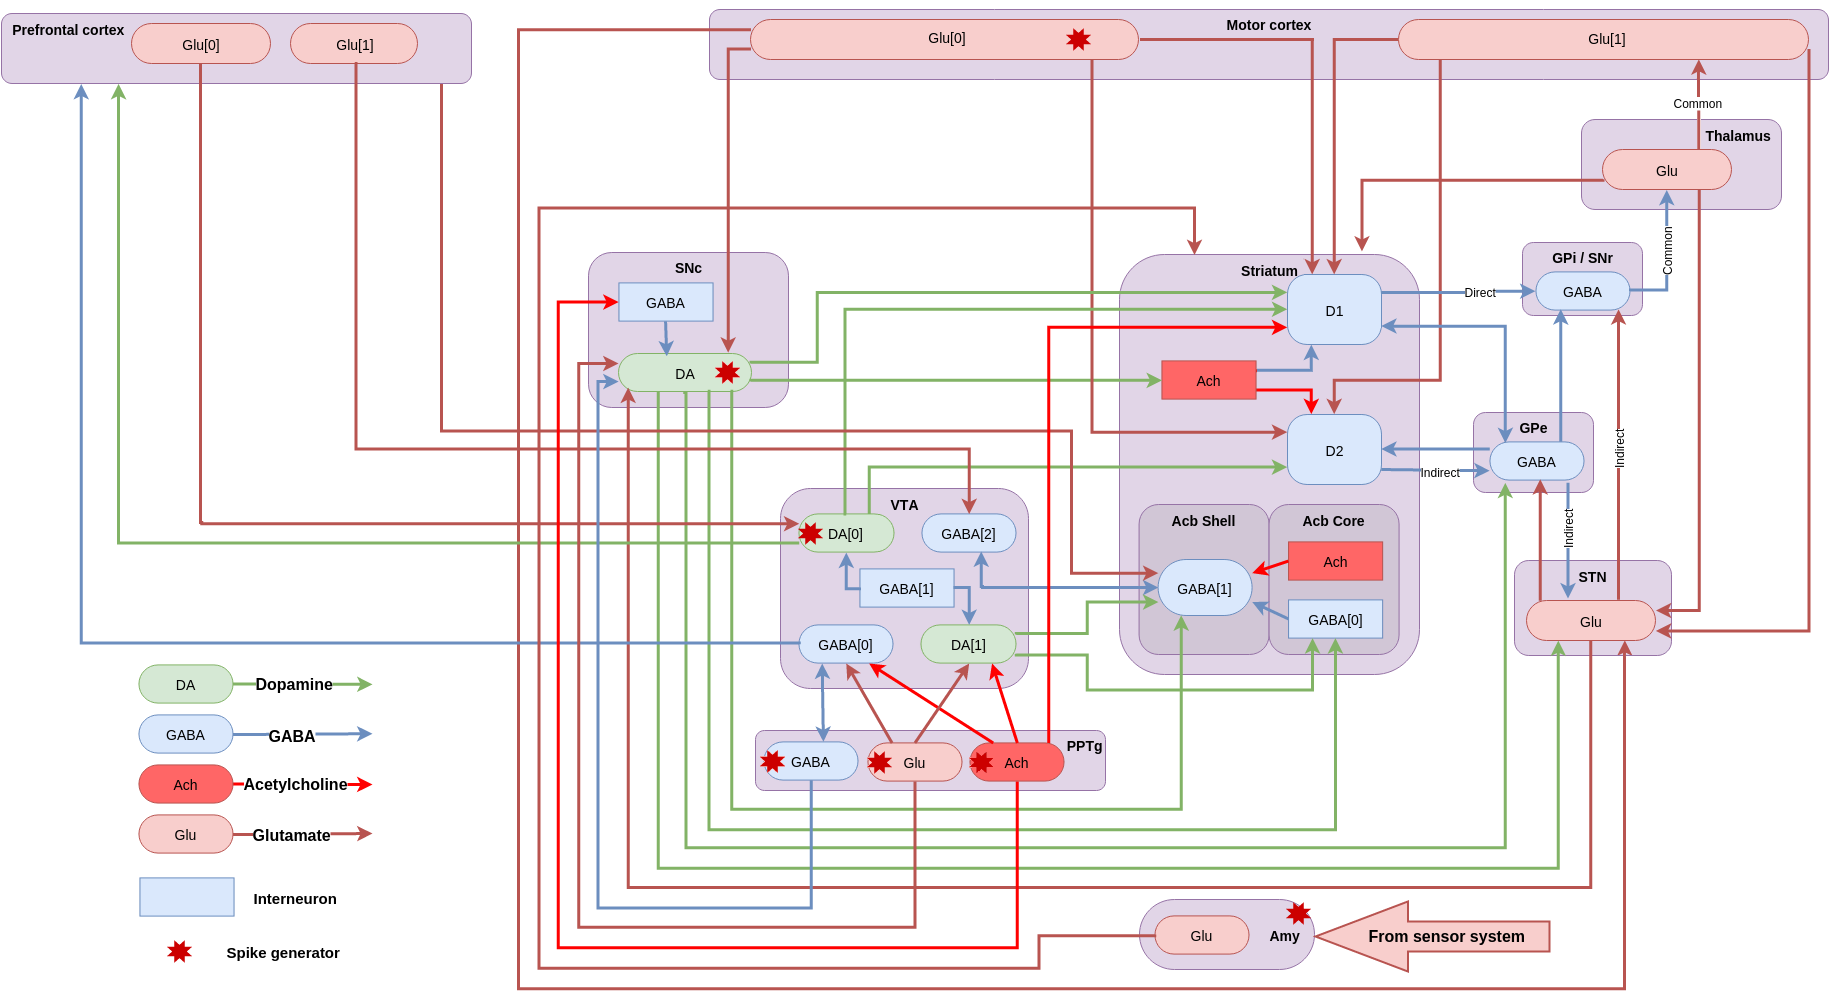 Prefrontal cortex
Glu[0]
Glu[1]
Motor cortex
Glu[0]
Glu[1]
Common
Thalamus
Glu
Common
SNc
GABA
DA
Striatum
D1
Direct
GPi / SNr
GABA
Ach
D2
Indirect
GPe
GABA
Indirect
Indirect
VTA
DA[0]
GABA[2]
GABA[1]
GABA[0]
DA[1]
Acb Shell
GABA[1]
Acb Core
Ach
GABA[0]
STN
Glu
PPTg
GABA
Glu
Ach
DA
Dopamine
GABA
GABA
Ach
Acetylcholine
Glu
Glutamate
Interneuron
Spike generator
Glu
Amy
From sensor system